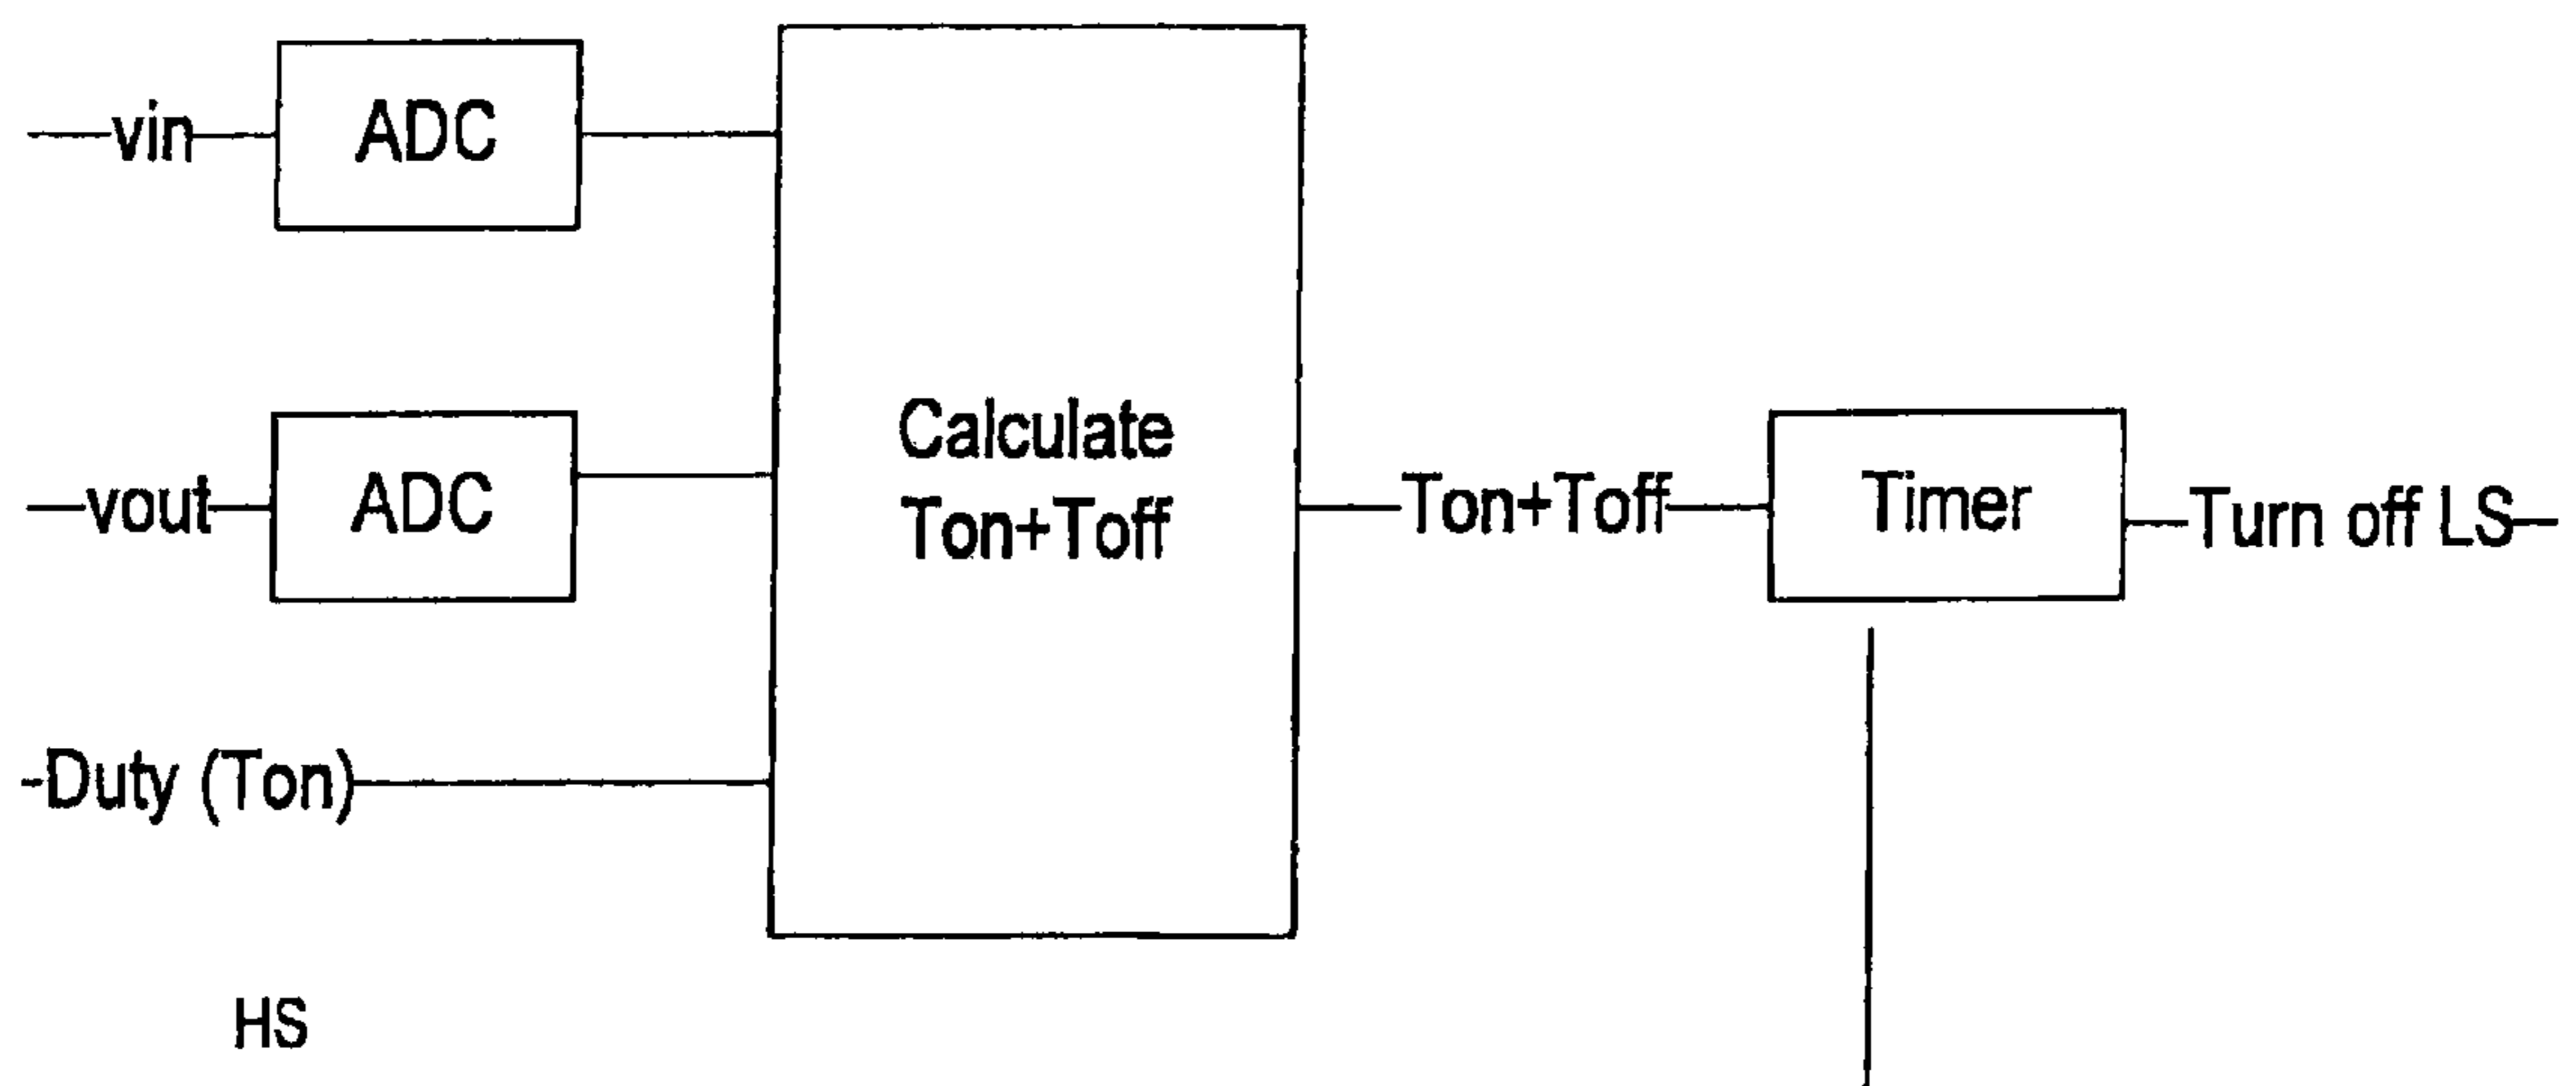 vin
ADC
vout
ADC
Duty (Ton)
Calculate
Ton+Toff
Ton+Toff
Timer
Turn off LS
HS